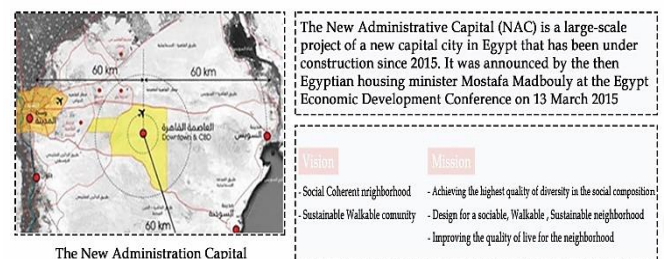 60 km
60 km
العاصمة القاهرة
Downtown & CBD
السويس
60 km
The New Administration Capital
The New Administrative Capital (NAC) is a large-scale
project of a new capital city in Egypt that has been under
construction since 2015. It was announced by the then
Egyptian housing minister Mostafa Madbouly at the Egypt
Economic Development Conference on 13 March 2015
Vision
- Social Coherent nrighborhood
- Sustainable Walkable comunity
Mission
- Achieving the highest quality of diversity in the social composition
- Design for a sociable, Walkable , Sustainable neighborhood
- Improving the quality of live for the neighborhood